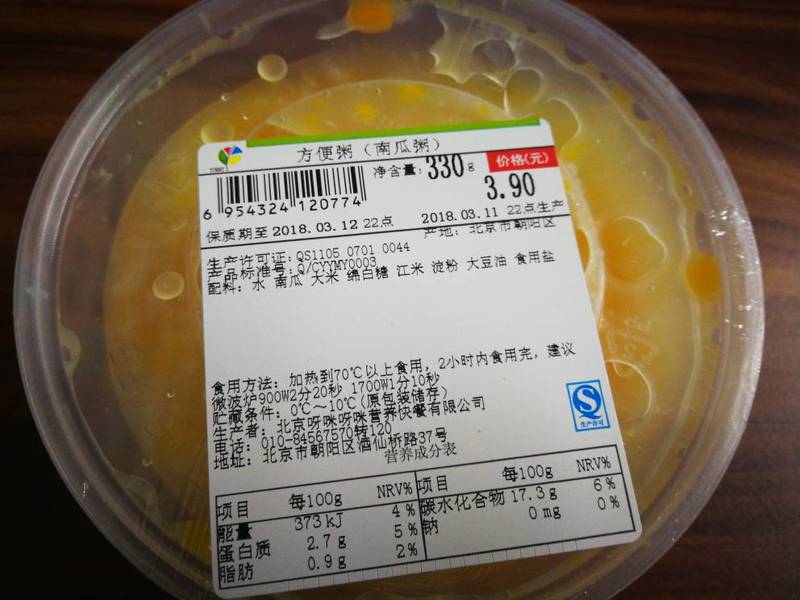 方便粥（南瓜粥）
净含量：330g
价格(元)
3.90
6 954324 120774
保质期至 2018.03.12 22点
2018.03.11 22点生产
生产许可证：QS1105 0701 0044
产地：北京市朝阳区
产品标准号：Q/CYYMY0003
配料：水 南瓜 大米 绵白糖 江米 淀粉 大豆油 食用盐
食用方法：加热到70℃以上食用，2小时内食用完，建议
微波炉900W2分20秒 1700W1分10秒
贮藏条件：0℃～10℃(原包装储存)
生产者：北京呀咪呀咪营养快餐有限公司
电话：010-84567570转120
地址：北京市朝阳区酒仙桥路37号
QS
生产许可
营养成分表
项目 每100g NRV% 项目 每100g NRV%
能量 373kJ 4% 碳水化合物 17.3g 6%
蛋白质 2.7g 5% 钠 0mg 0%
脂肪 0.9g 2%